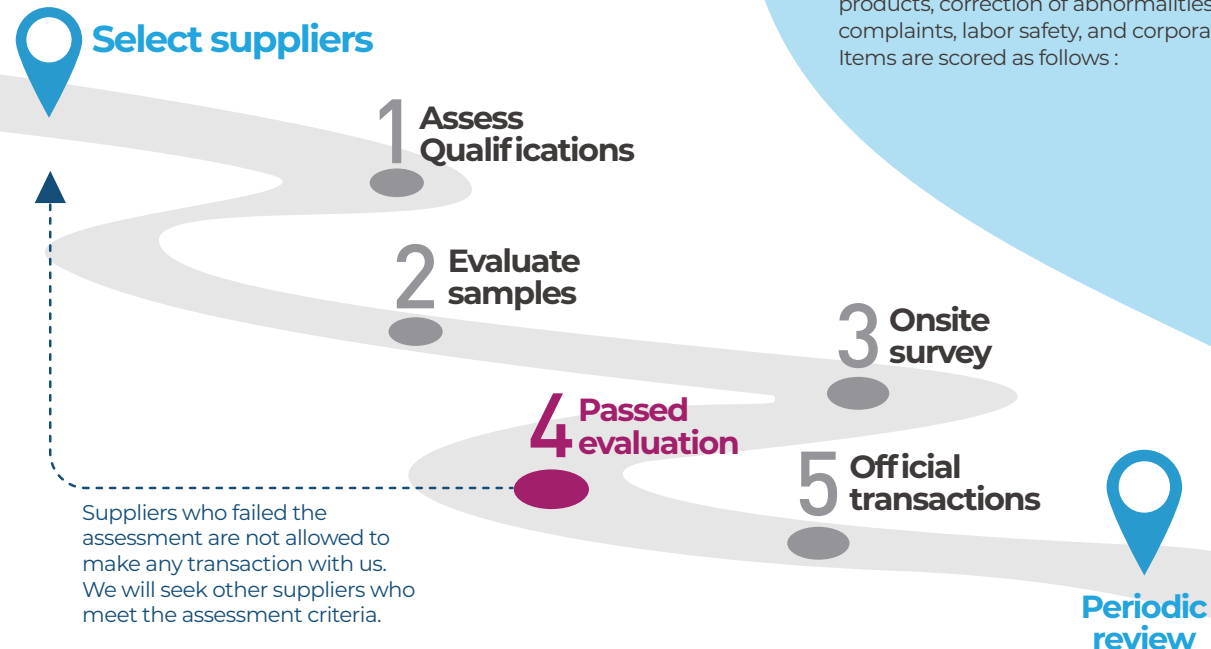 products, correction of abnormalities
complaints, labor safety, and corpora
Items are scored as follows :
Select suppliers
1 Assess
Qualifications
2 Evaluate
samples
3 Onsite
survey
4 Passed
evaluation
5 Official
transactions
Suppliers who failed the
assessment are not allowed to
make any transaction with us.
We will seek other suppliers who
meet the assessment criteria.
Periodic
review